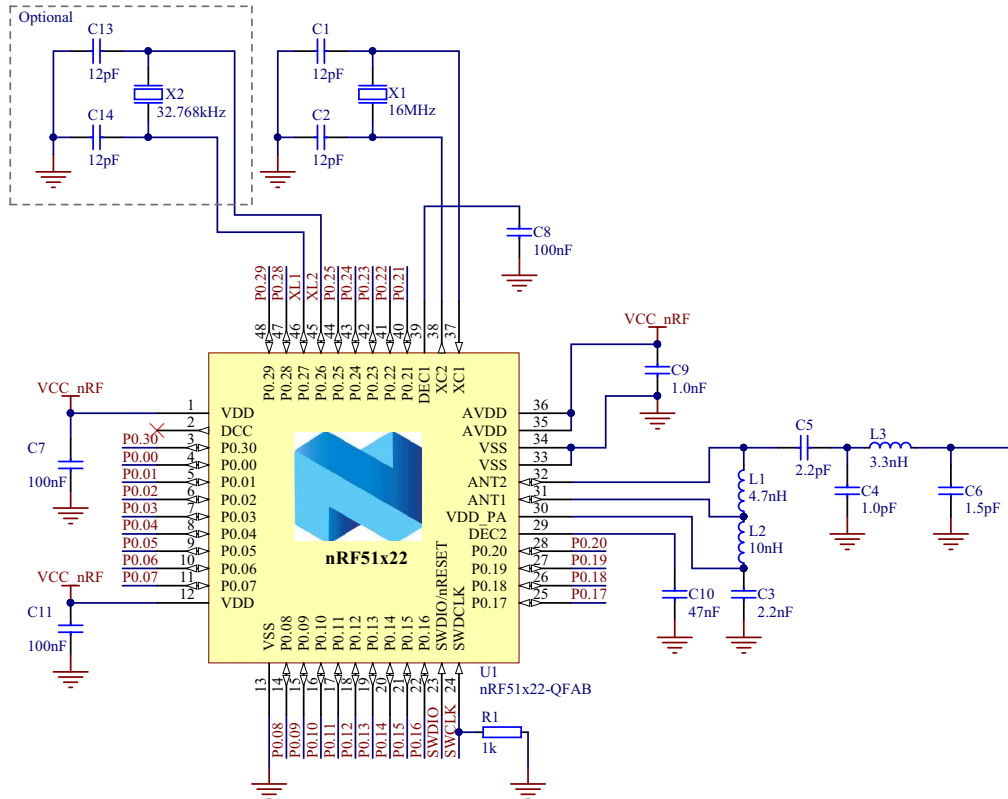 Optional
C13
12pF
X2
32.768kHz
C14
12pF
C1
12pF
X1
16MHz
C2
12pF
C8
100nF
P0.29
P0.28
XL1
XL2
P0.25
P0.24
P0.23
P0.22
P0.21
48
47
46
45
44
43
42
41
40
39
38
37
P0.29
P0.28
P0.27
P0.26
P0.25
P0.24
P0.23
P0.22
P0.21
DEC1
XC2
XC1
VCC_nRF
C7
100nF
VCC_nRF
C11
100nF
P0.30
P0.00
P0.01
P0.02
P0.03
P0.04
P0.05
P0.06
P0.07
1 VDD
2 DCC
3 P0.30
4 P0.00
5 P0.01
6 P0.02
7 P0.03
8 P0.04
9 P0.05
10 P0.06
11 P0.07
12 VDD
nRF51x22
AVDD 36
AVDD 35
VSS 34
VSS 33
ANT2 32
ANT1 31
VDD_PA 30
DEC2 29
P0.20 28 P0.20
P0.19 27 P0.19
P0.18 26 P0.18
P0.17 25 P0.17
VCC_nRF
C9
1.0nF
C5
2.2pF
L3
3.3nH
L1
4.7nH
C4
1.0pF
C6
1.5pF
L2
10nH
C10
47nF
C3
2.2nF
VSS
P0.08
P0.09
P0.10
P0.11
P0.12
P0.13
P0.14
P0.15
P0.16
SWDIO/nRESET
SWDCLK
13
14
15
16
17
18
19
20
21
22
23
24
U1
nRF51x22-QFAB
P0.08
P0.09
P0.10
P0.11
P0.12
P0.13
P0.14
P0.15
P0.16
SWDIO
SWCLK
R1
1k